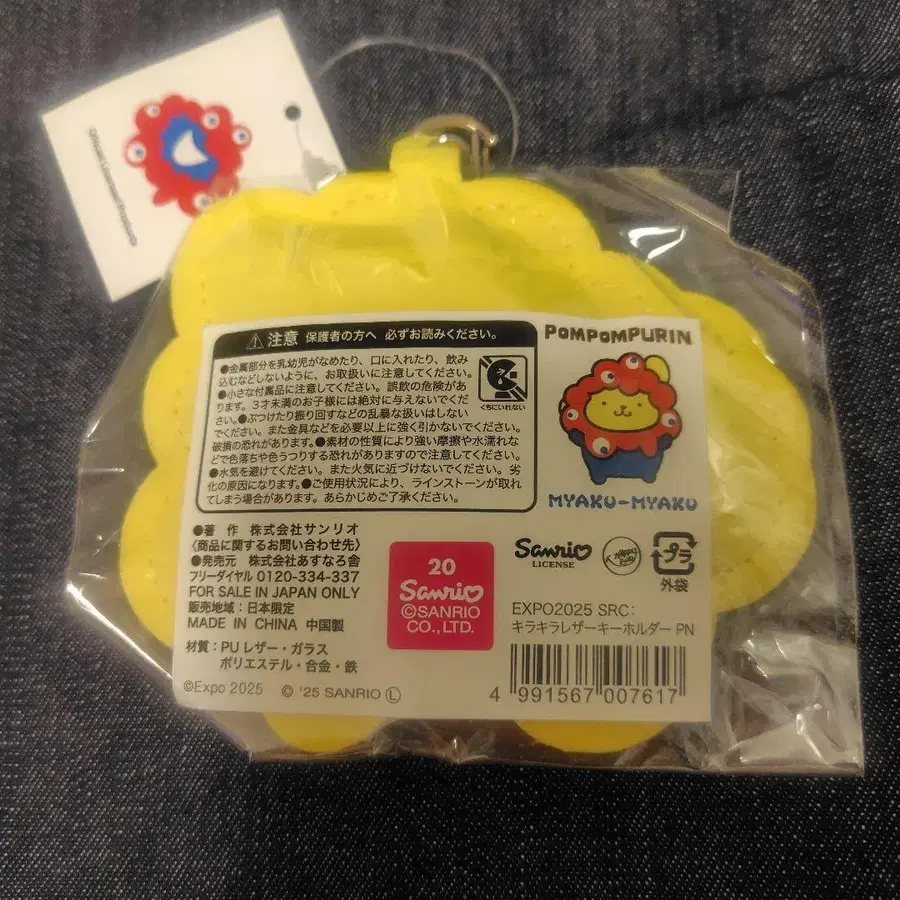 Official Licensed Product
⚠注意 保護者の方へ 必ずお読みください。
●金属部分を乳幼児がなめたり、口に入れたり、飲み
込むなどしないように、お取扱いに注意してください。
●小さな付属品に注意してください。誤飲の危険があ
ります。3才未満のお子様には絶対に与えないでくだ
さい。●ぶつけたり振り回すなどの乱暴な扱いはしない
でください。また金具などを必要以上に強く引かないでください。
破損の恐れがあります。●素材の性質により強い摩擦や水濡れな
どで色落ちや色うつりする恐れがありますので注意してください。
●水気を避けてください。また火気に近づけないでください。劣
化の原因になります。●ご使用状況により、ラインストーンが取れ
てしまう場合があります。あらかじめご了承ください。
くちにいれない
POMPOMPURIN
MYAKU-MYAKU
●著 作 株式会社サンリオ
〈商品に関するお問い合わせ先〉
●発売元 株式会社あすなろ舎
フリーダイヤル 0120-334-337
FOR SALE IN JAPAN ONLY
販売地域：日本限定
MADE IN CHINA 中国製
材質：PUレザー・ガラス
ポリエステル・合金・鉄
©Expo 2025 © '25 SANRIO Ⓛ
20
Sanrio
©SANRIO
CO., LTD.
Sanrio
LICENSE
プラ
外袋
EXPO2025 SRC:
キラキラレザーキーホルダー PN
4 991567 007617